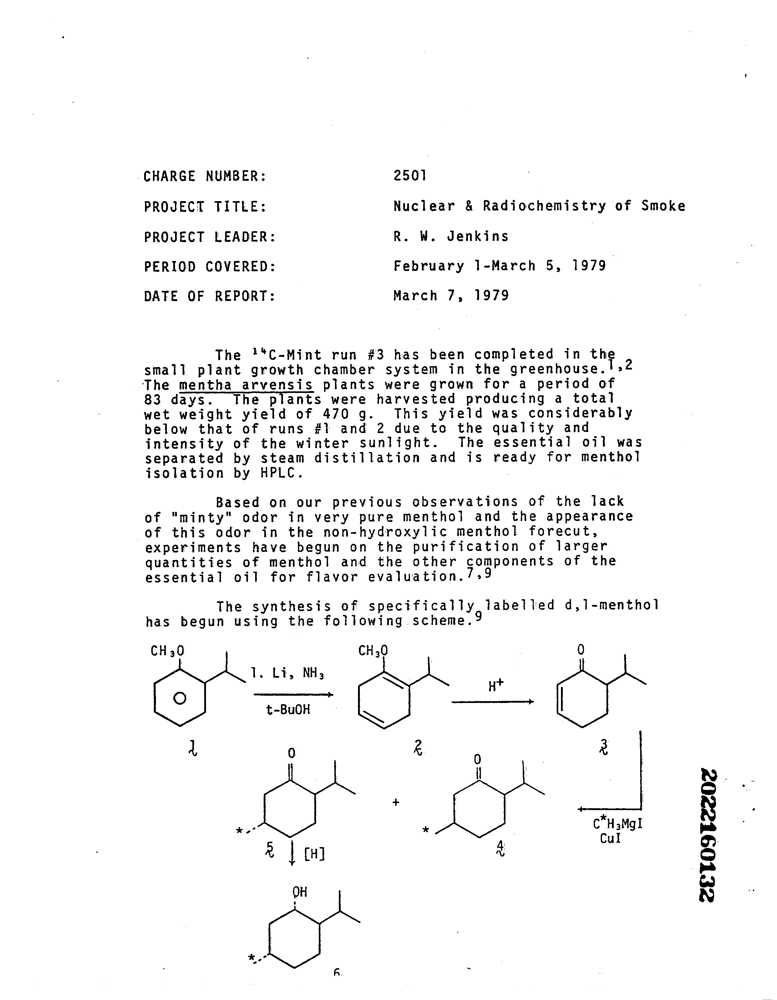 CHARGE NUMBER: 2501
PROJECT TITLE: Nuclear & Radiochemistry of Smoke
PROJECT LEADER: R. W. Jenkins
PERIOD COVERED: February 1-March 5, 1979
DATE OF REPORT: March 7, 1979
The ¹⁴C-Mint run #3 has been completed in the
small plant growth chamber system in the greenhouse.1,2
The mentha arvensis plants were grown for a period of
83 days. The plants were harvested producing a total
wet weight yield of 470 g. This yield was considerably
below that of runs #1 and 2 due to the quality and
intensity of the winter sunlight. The essential oil was
separated by steam distillation and is ready for menthol
isolation by HPLC.
Based on our previous observations of the lack
of "minty" odor in very pure menthol and the appearance
of this odor in the non-hydroxylic menthol forecut,
experiments have begun on the purification of larger
quantities of menthol and the other components of the
essential oil for flavor evaluation.7,9
The synthesis of specifically labelled d,l-menthol
has begun using the following scheme.9
CH₃O
1. Li, NH₃
t-BuOH
1
CH₃O
2
H+
O
3
C*H₃MgI
CuI
O
*
4
+
O
*
5
[H]
OH
*
6
2022160132